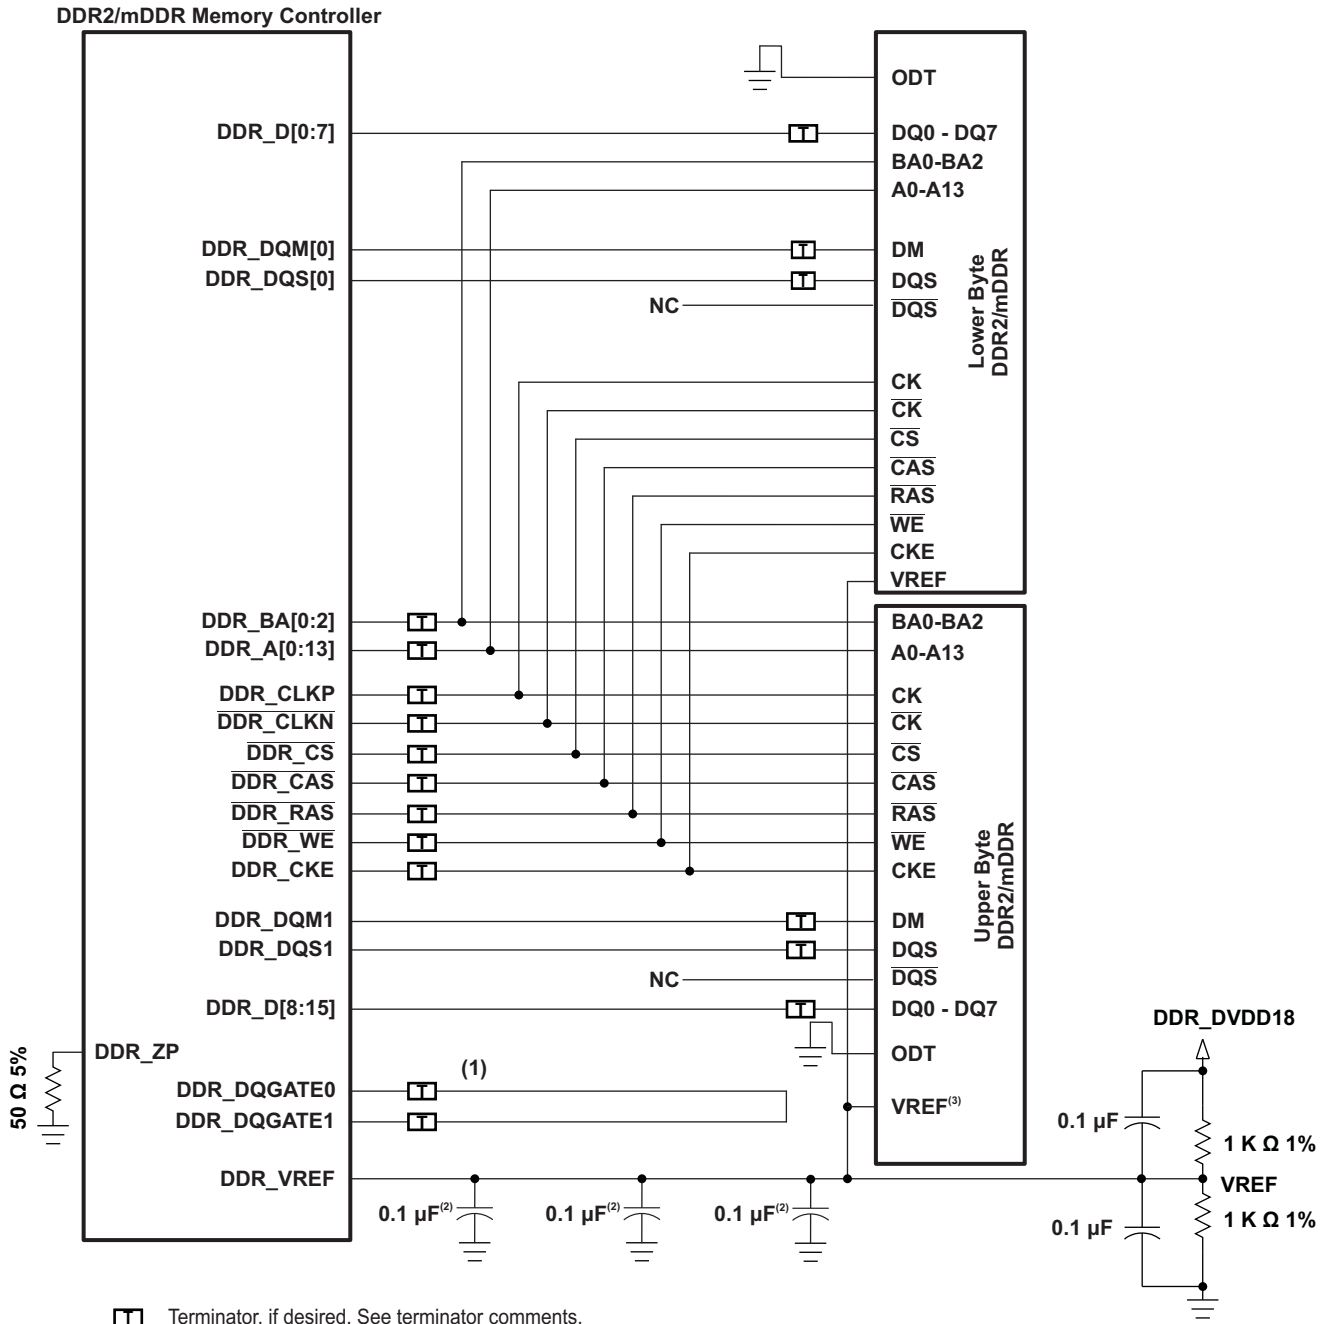 DDR2/mDDR Memory Controller
ODT
DDR_D[0:7]
T
DQ0 - DQ7
BA0-BA2
A0-A13
DDR_DQM[0]
T
DM
DDR_DQS[0]
T
DQS
NC
DQS
Lower Byte
DDR2/mDDR
CK
CK
CS
CAS
RAS
WE
CKE
VREF
DDR_BA[0:2]
T
BA0-BA2
DDR_A[0:13]
T
A0-A13
DDR_CLKP
T
CK
DDR_CLKN
T
CK
DDR_CS
T
CS
DDR_CAS
T
CAS
DDR_RAS
T
RAS
DDR_WE
T
WE
DDR_CKE
T
CKE
Upper Byte
DDR2/mDDR
DDR_DQM1
T
DM
DDR_DQS1
T
DQS
NC
DQS
DDR_D[8:15]
T
DQ0 - DQ7
DDR_DVDD18
50 Ω 5%
DDR_ZP
ODT
(1)
DDR_DQGATE0
T
DDR_DQGATE1
T
VREF(3)
0.1 µF
1 K Ω 1%
DDR_VREF
VREF
0.1 µF(2)
0.1 µF(2)
0.1 µF(2)
0.1 µF
1 K Ω 1%
T Terminator, if desired. See terminator comments.